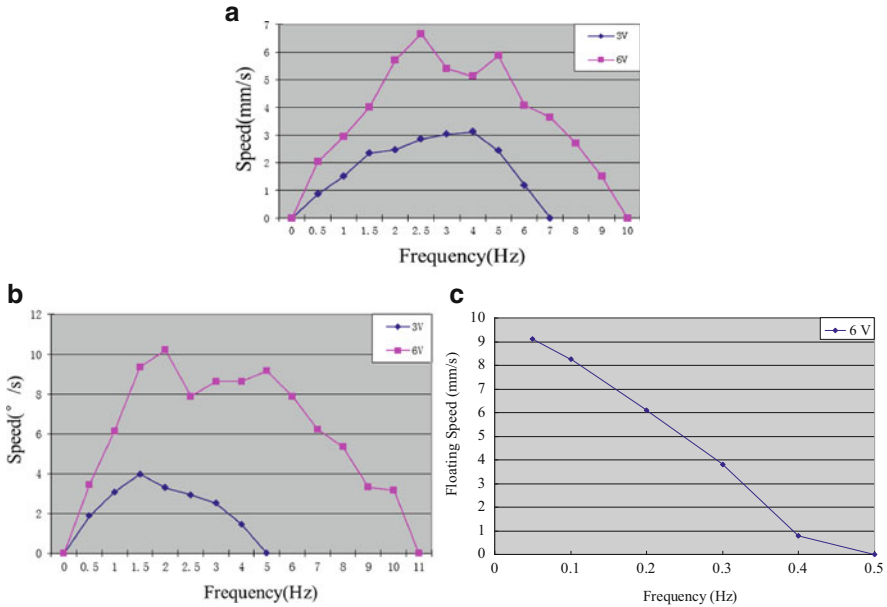 a
7
6
5
4
3
2
1
0
Speed(mm/s)
3V
6V
0 0.5 1 1.5 2 2.5 3 4 5 6 7 8 9 10
Frequency(Hz)
b
12
10
8
6
4
2
0
Speed(° /s)
3V
6V
0 0.5 1 1.5 2 2.5 3 4 5 6 7 8 9 10 11
Frequency(Hz)
c
10
9
8
7
6
5
4
3
2
1
0
Floating Speed (mm/s)
6 V
0 0.1 0.2 0.3 0.4 0.5
Frequency (Hz)